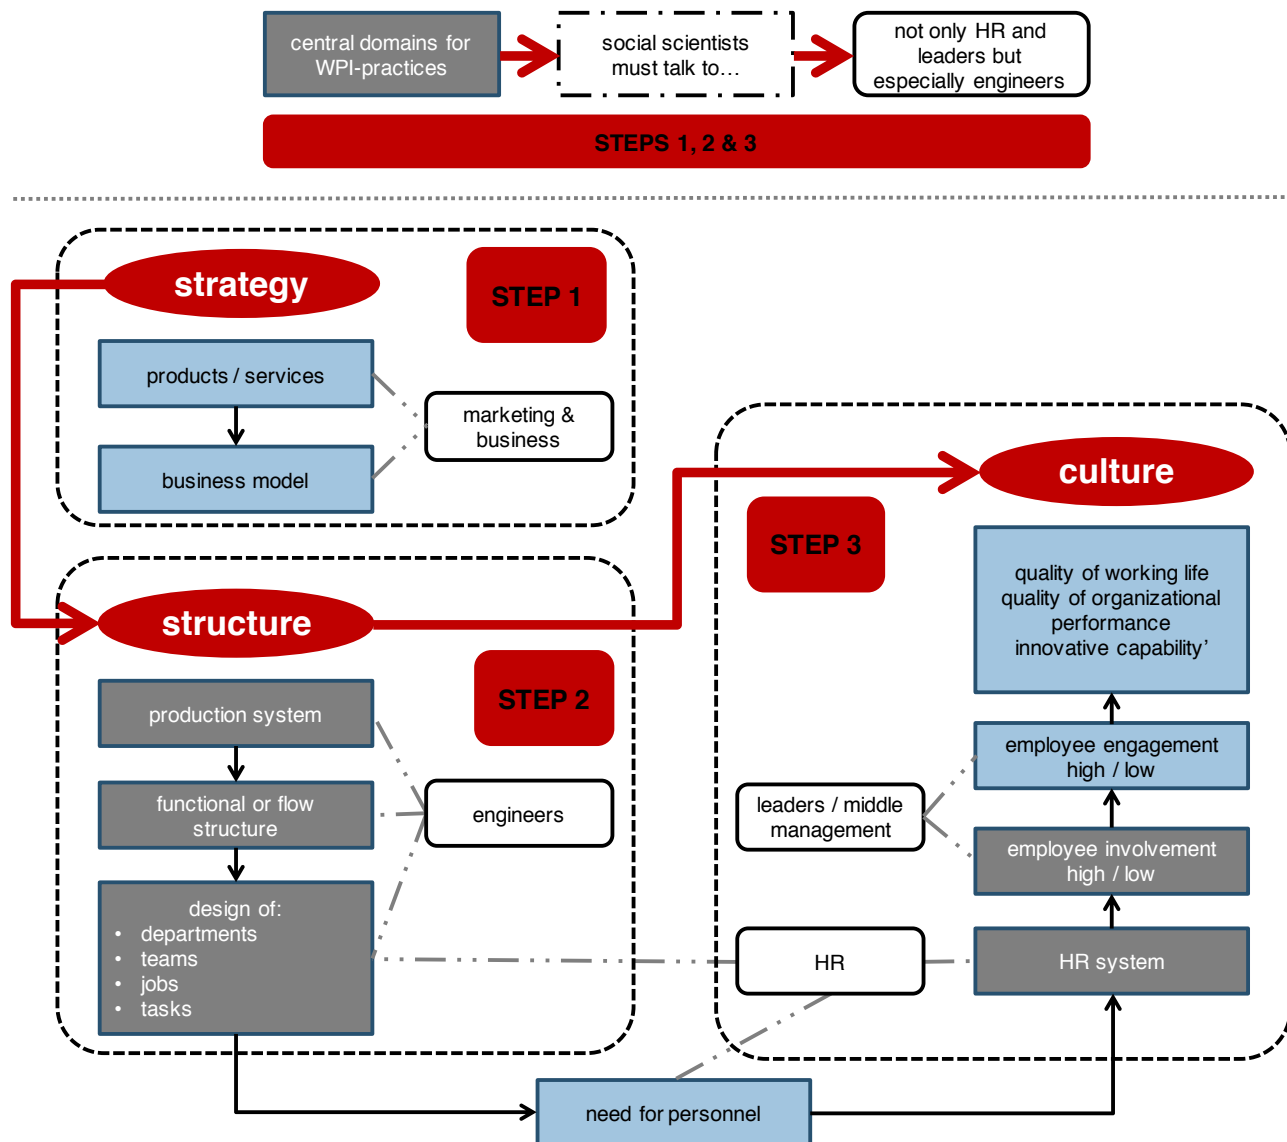 central domains for
WPI-practices
social scientists
must talk to…
not only HR and
leaders but
especially engineers
STEPS 1, 2 & 3
strategy
STEP 1
products / services
marketing &
business
business model
structure
STEP 2
production system
functional or flow
structure
engineers
design of:
• departments
• teams
• jobs
• tasks
culture
STEP 3
quality of working life
quality of organizational
performance
innovative capability’
employee engagement
high / low
leaders / middle
management
employee involvement
high / low
HR
HR system
need for personnel